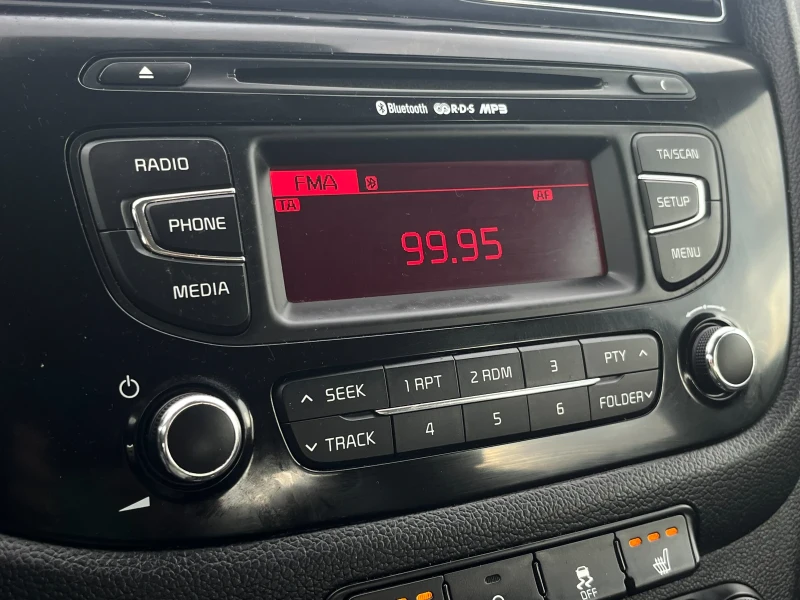 Bluetooth R·D·S MP3
RADIO
PHONE
MEDIA
FMA
TA
AF
99.95
TA/SCAN
SETUP
MENU
SEEK 1 RPT 2 RDM 3 PTY
TRACK 4 5 6 FOLDER
OFF